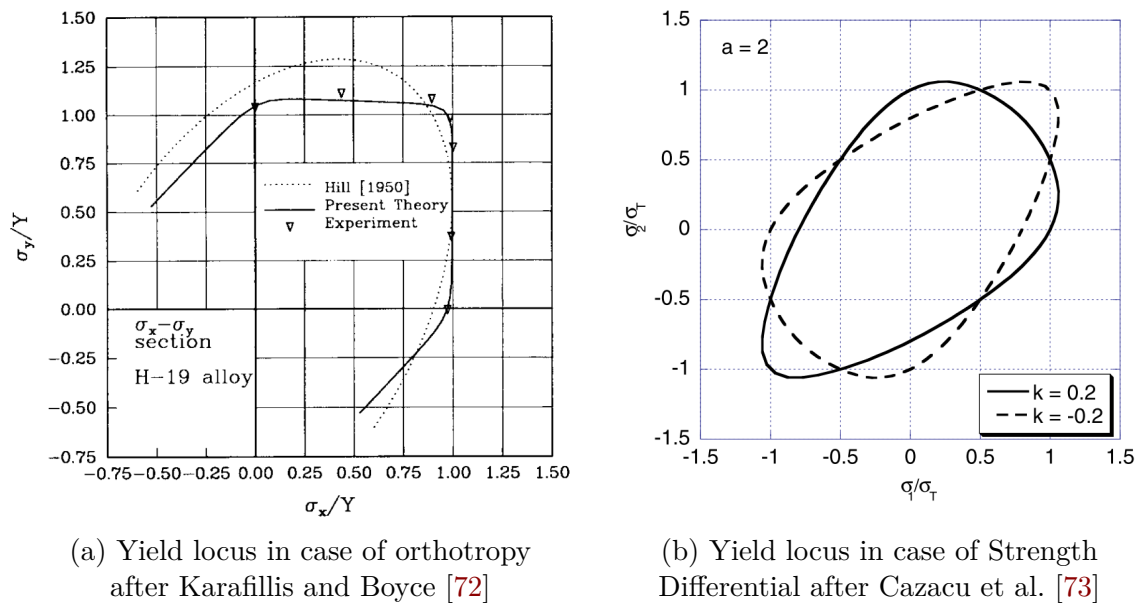 1.50
1.25
1.00
0.75
0.50
0.25
0.00
−0.25
−0.50
−0.75
σy/Y
Hill [1950]
Present Theory
Experiment
σx−σy
section
H−19 alloy
−0.75−0.50−0.25 0.00 0.25 0.50 0.75 1.00 1.25 1.50
σx/Y
(a) Yield locus in case of orthotropy
after Karafillis and Boyce [72]
1.5
1
0.5
0
-0.5
-1
-1.5
σ2/σT
a = 2
k = 0.2
k = -0.2
-1.5 -1 -0.5 0 0.5 1 1.5
σ1/σT
(b) Yield locus in case of Strength
Differential after Cazacu et al. [73]